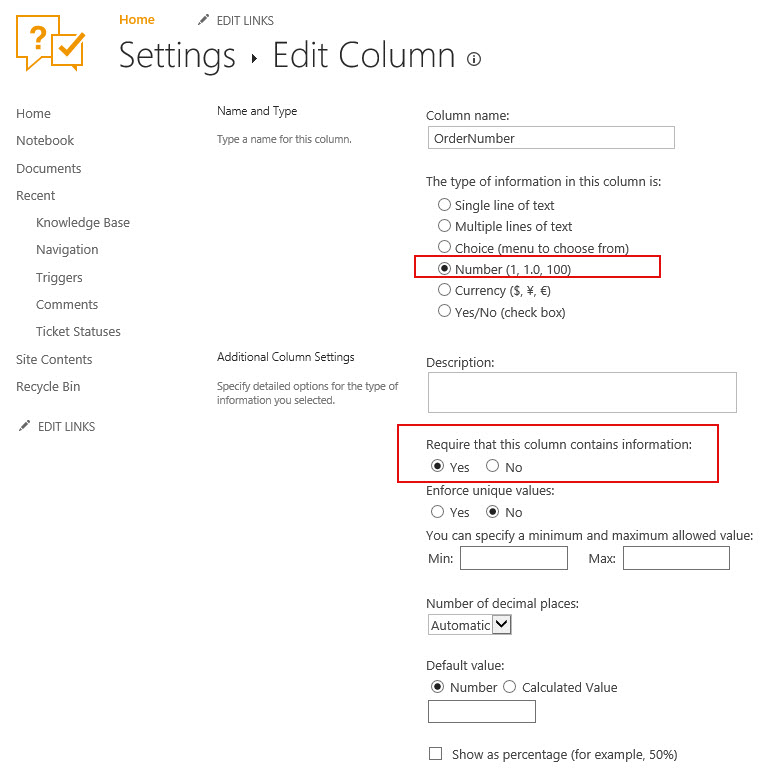 Home
EDIT LINKS
Settings ▸ Edit Column
Home
Notebook
Documents
Recent
Knowledge Base
Navigation
Triggers
Comments
Ticket Statuses
Site Contents
Recycle Bin
EDIT LINKS
Name and Type
Type a name for this column.
Column name:
OrderNumber
The type of information in this column is:
Single line of text
Multiple lines of text
Choice (menu to choose from)
Number (1, 1.0, 100)
Currency ($, ¥, €)
Yes/No (check box)
Additional Column Settings
Specify detailed options for the type of
information you selected.
Description:
Require that this column contains information:
Yes No
Enforce unique values:
Yes No
You can specify a minimum and maximum allowed value:
Min: Max:
Number of decimal places:
Automatic
Default value:
Number Calculated Value
Show as percentage (for example, 50%)